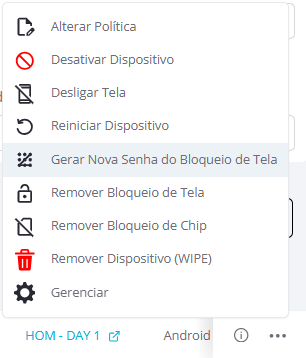 Alterar Política
Desativar Dispositivo
Desligar Tela
Reiniciar Dispositivo
Gerar Nova Senha do Bloqueio de Tela
Remover Bloqueio de Tela
Remover Bloqueio de Chip
Remover Dispositivo (WIPE)
Gerenciar
HOM - DAY 1 Android